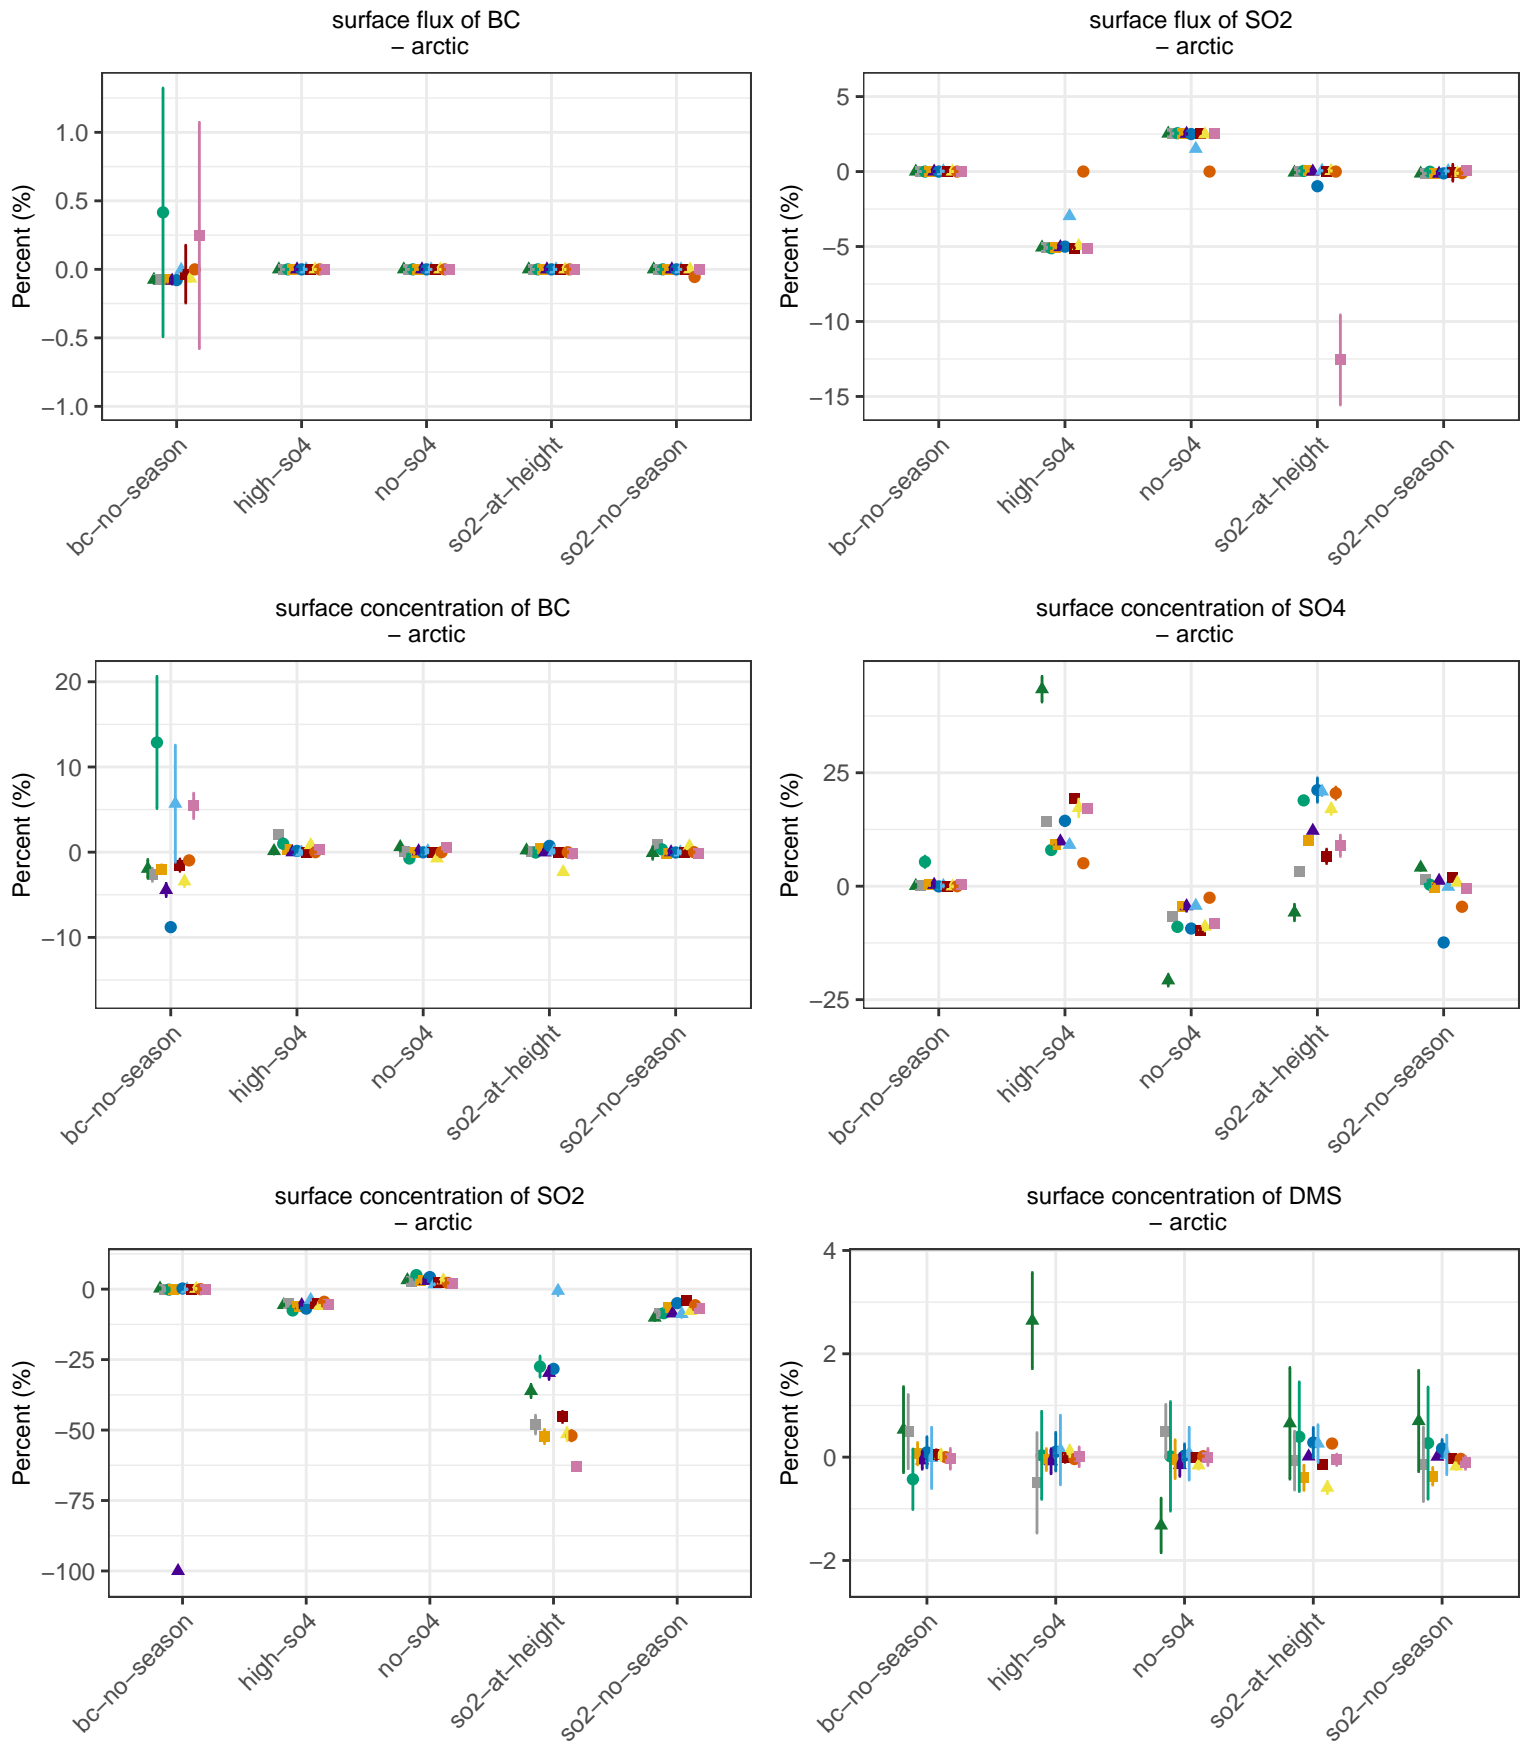 surface flux of BC
– arctic
Percent (%)
1.0
0.5
0.0
−0.5
−1.0
bc−no−season
high−so4
no−so4
so2−at−height
so2−no−season
surface flux of SO2
– arctic
Percent (%)
5
0
−5
−10
−15
bc−no−season
high−so4
no−so4
so2−at−height
so2−no−season
surface concentration of BC
– arctic
Percent (%)
20
10
0
−10
bc−no−season
high−so4
no−so4
so2−at−height
so2−no−season
surface concentration of SO4
– arctic
Percent (%)
25
0
−25
bc−no−season
high−so4
no−so4
so2−at−height
so2−no−season
surface concentration of SO2
– arctic
Percent (%)
0
−25
−50
−75
−100
bc−no−season
high−so4
no−so4
so2−at−height
so2−no−season
surface concentration of DMS
– arctic
Percent (%)
4
2
0
−2
bc−no−season
high−so4
no−so4
so2−at−height
so2−no−season